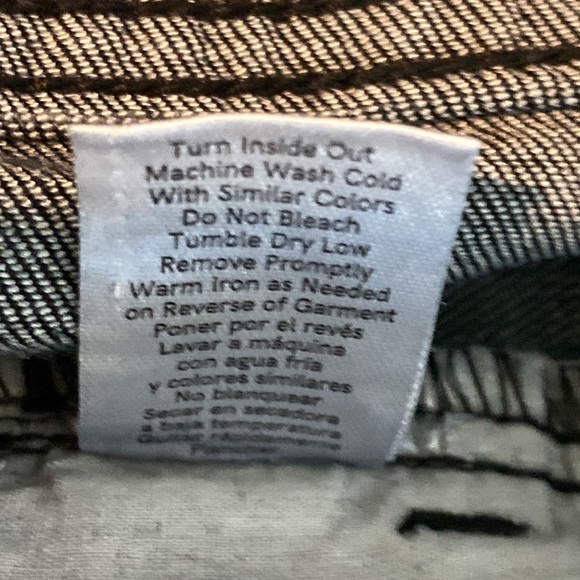 Turn Inside Out
Machine Wash Cold
With Similar Colors
Do Not Bleach
Tumble Dry Low
Remove Promptly
Warm Iron as Needed
on Reverse of Garment
Poner por el revés
Lavar a máquina
con agua fría
y colores similares
No blanquear
Secar en secadora
a baja temperatura